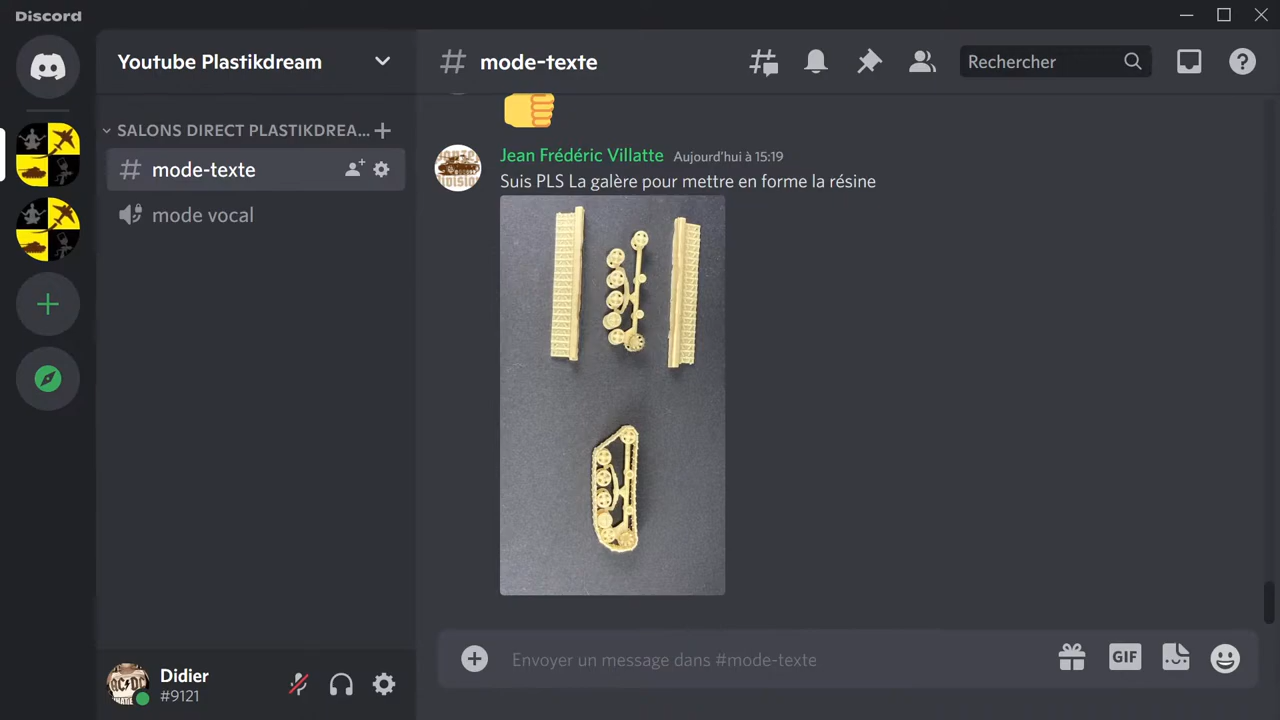 Discord
Youtube Plastikdream
mode-texte
Rechercher
SALONS DIRECT PLASTIKDREA...
mode-texte
mode vocal
Jean Frédéric Villatte Aujourd'hui à 15:19
Suis PLS La galère pour mettre en forme la résine
Envoyer un message dans #mode-texte
GIF
Didier
#9121